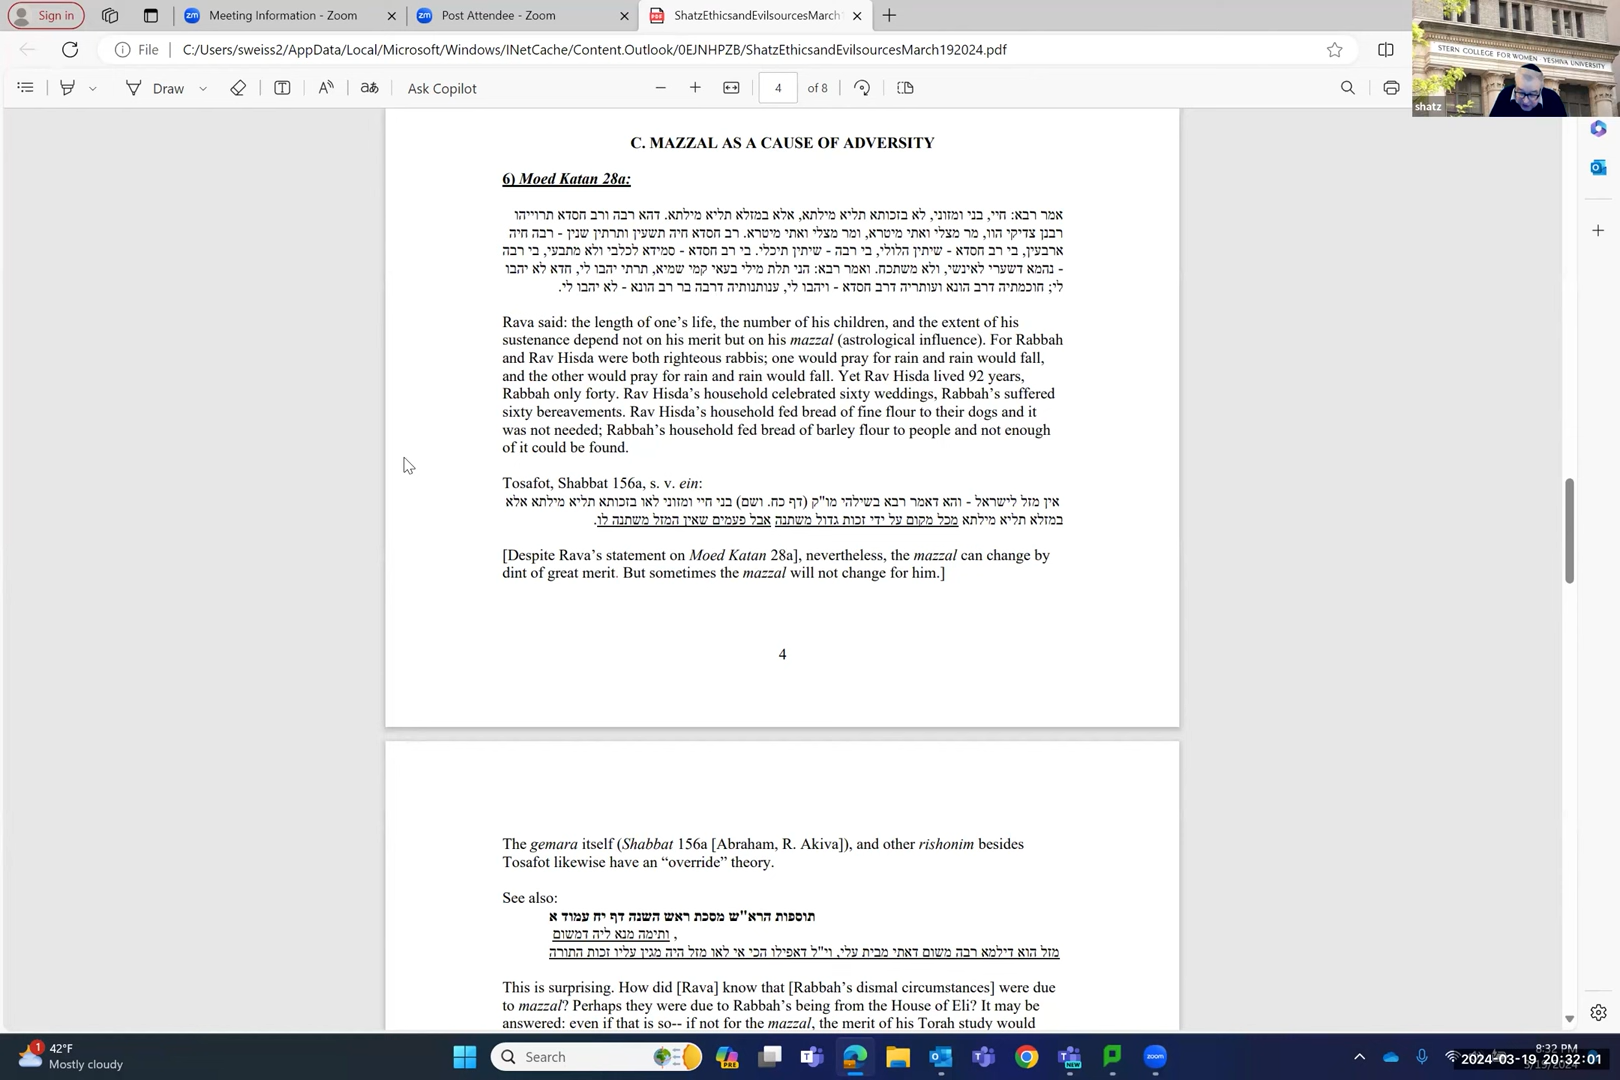 Sign in
Meeting Information - Zoom
Post Attendee - Zoom
ShatzEthicsandEvilsourcesMarch
File
C:/Users/sweiss2/AppData/Local/Microsoft/Windows/INetCache/Content.Outlook/0EJNHPZB/ShatzEthicsandEvilsourcesMarch192024.pdf
Draw
Ask Copilot
4 of 8
STERN COLLEGE FOR WOMEN · YESHIVA UNIVERSITY
shatz
C. MAZZAL AS A CAUSE OF ADVERSITY
6) Moed Katan 28a:
אמר רבא: חיי, בני ומזוני, לא בזכותא תליא מילתא, אלא במזלא תליא מילתא. דהא רבה ורב חסדא תרוייהו
רבנן צדיקי הוו, מר מצלי ואתי מיטרא, ומר מצלי ואתי מיטרא. רב חסדא חיה תשעין ותרתין שנין - רבה חיה
ארבעין, בי רב חסדא - שיתין הלולי, בי רבה - שיתין תיכלי. בי רב חסדא - סמידא לכלבי ולא מתבעי, בי רבה
- נהמא דשערי לאינשי, ולא משתכח. ואמר רבא: הני תלת מילי בעאי קמי שמיא, תרתי יהבו לי, חדא לא יהבו
לי; חוכמתיה דרב הונא ועותריה דרב חסדא - ויהבו לי, ענותנותיה דרבה בר רב הונא - לא יהבו לי.
Rava said: the length of one’s life, the number of his children, and the extent of his
sustenance depend not on his merit but on his mazzal (astrological influence). For Rabbah
and Rav Hisda were both righteous rabbis; one would pray for rain and rain would fall,
and the other would pray for rain and rain would fall. Yet Rav Hisda lived 92 years,
Rabbah only forty. Rav Hisda’s household celebrated sixty weddings, Rabbah’s suffered
sixty bereavements. Rav Hisda’s household fed bread of fine flour to their dogs and it
was not needed; Rabbah’s household fed bread of barley flour to people and not enough
of it could be found.
Tosafot, Shabbat 156a, s. v. ein:
אין מזל לישראל - והא דאמר רבא בשילהי מו"ק (דף כח. ושם) בני חיי ומזוני לאו בזכותא תליא מילתא אלא
במזלא תליא מילתא מכל מקום על ידי זכות גדול משתנה אבל פעמים שאין המזל משתנה לו.
[Despite Rava’s statement on Moed Katan 28a], nevertheless, the mazzal can change by
dint of great merit. But sometimes the mazzal will not change for him.]
4
The gemara itself (Shabbat 156a [Abraham, R. Akiva]), and other rishonim besides
Tosafot likewise have an “override” theory.
See also:
תוספות הרא"ש מסכת ראש השנה דף יח עמוד א
, ותימה מנא ליה דמשום
מזל הוא דילמא רבה משום דאתי מבית עלי, וי"ל דאפילו הכי אי לאו מזל היה מגין עליו זכות התורה
This is surprising. How did [Rava] know that [Rabbah’s dismal circumstances] were due
to mazzal? Perhaps they were due to Rabbah’s being from the House of Eli? It may be
answered: even if that is so-- if not for the mazzal, the merit of his Torah study would
42°F
Mostly cloudy
Search
8:32 PM
2024-03-19 20:32:01